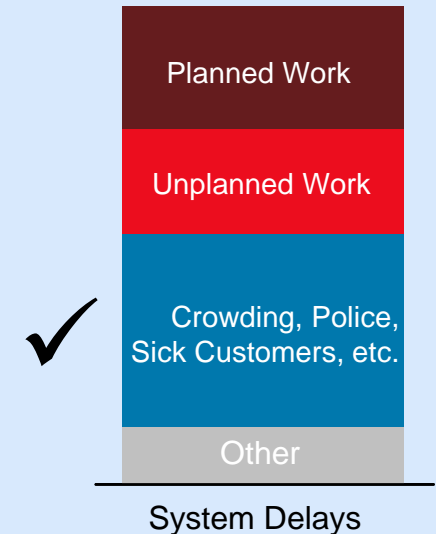 Planned Work
Unplanned Work
Crowding, Police,
Sick Customers, etc.
Other
System Delays